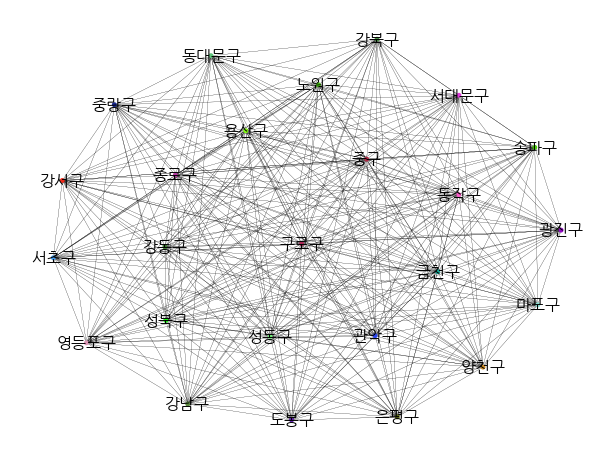 강북구
동대문구
노원구
서대문구
중랑구
용산구
송파구
중구
종로구
강서구
동작구
광진구
강동구
구로구
서초구
금천구
마포구
성북구
성동구
관악구
영등포구
양천구
강남구
도봉구
은평구